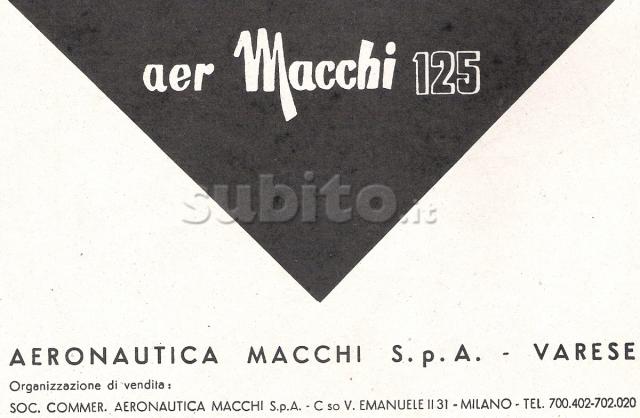 aer Macchi 125
subito.it
AERONAUTICA MACCHI S.p.A. - VARESE
Organizzazione di vendita:
SOC. COMMER. AERONAUTICA MACCHI S.p.A. - C so V. EMANUELE II 31 - MILANO - TEL. 700.402-702.020